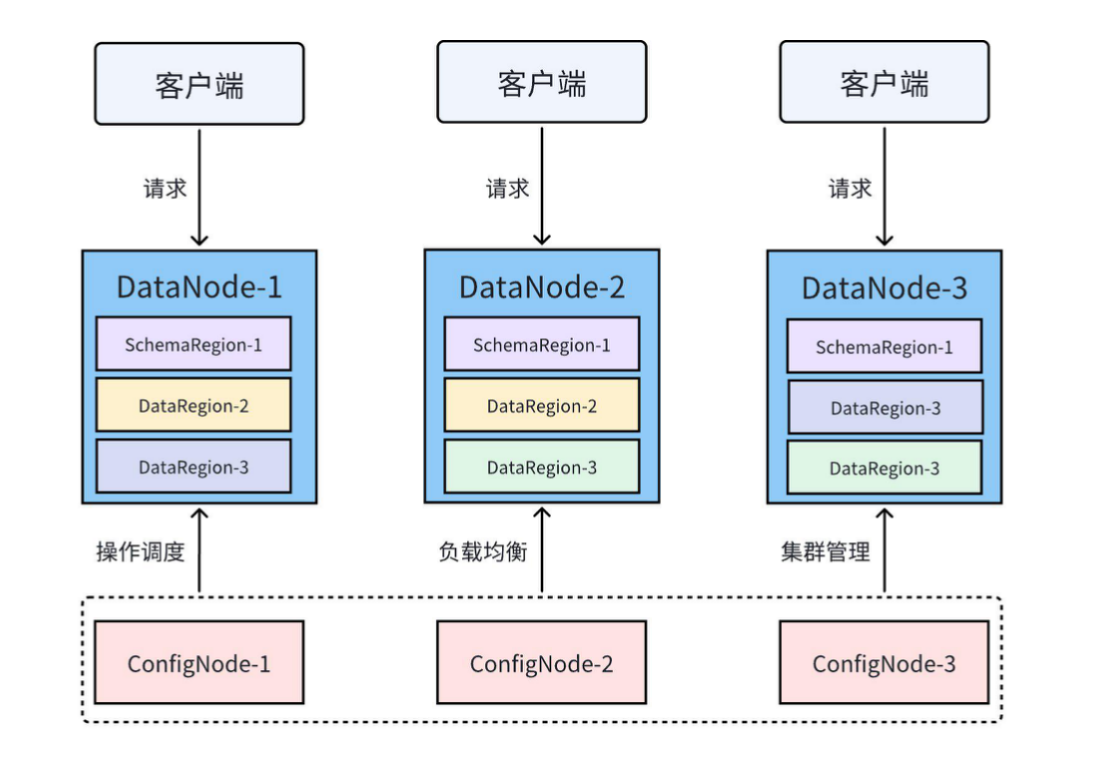 客户端
客户端
客户端
请求
请求
请求
DataNode-1
DataNode-2
DataNode-3
SchemaRegion-1
SchemaRegion-1
SchemaRegion-1
DataRegion-2
DataRegion-2
DataRegion-3
DataRegion-3
DataRegion-3
DataRegion-3
操作调度
负载均衡
集群管理
ConfigNode-1
ConfigNode-2
ConfigNode-3